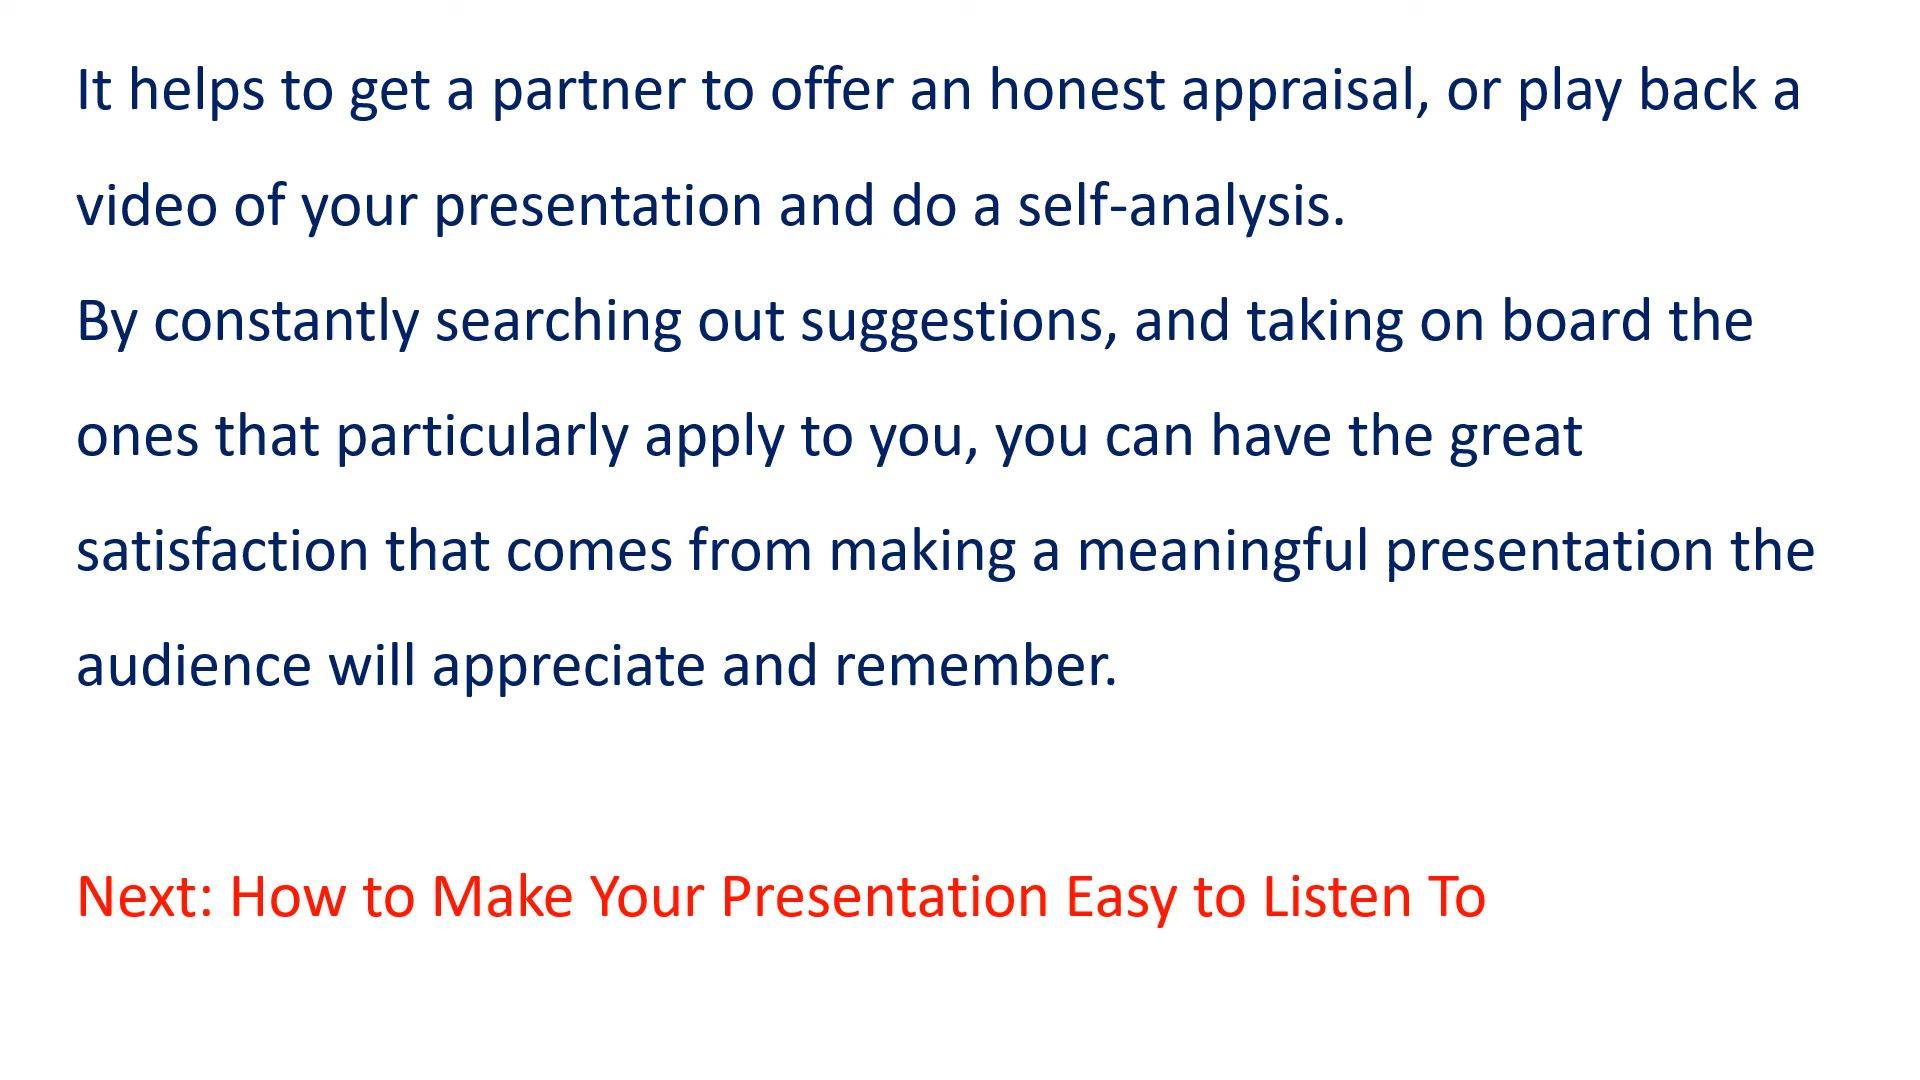 It helps to get a partner to offer an honest appraisal, or play back a
video of your presentation and do a self-analysis.
By constantly searching out suggestions, and taking on board the
ones that particularly apply to you, you can have the great
satisfaction that comes from making a meaningful presentation the
audience will appreciate and remember.
Next: How to Make Your Presentation Easy to Listen To